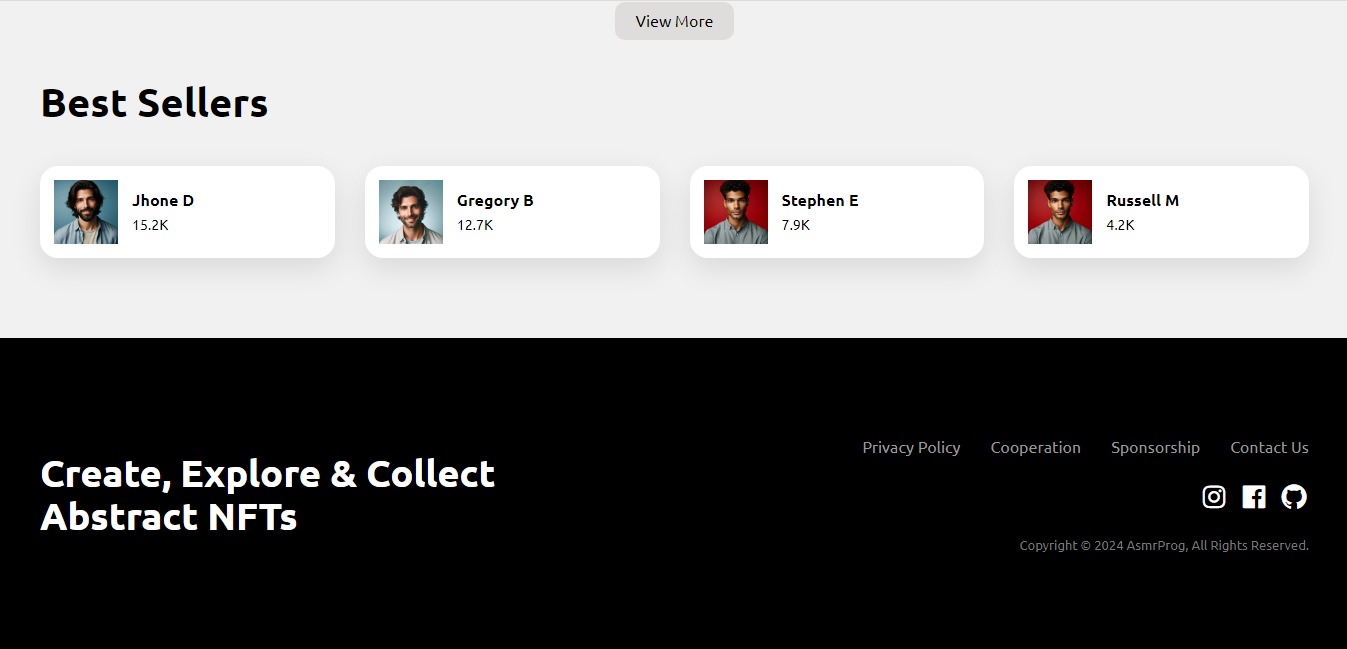 View More
Best Sellers
Jhone D
15.2K
Gregory B
12.7K
Stephen E
7.9K
Russell M
4.2K
Create, Explore & Collect
Abstract NFTs
Privacy Policy Cooperation Sponsorship Contact Us
Copyright © 2024 AsmrProg, All Rights Reserved.